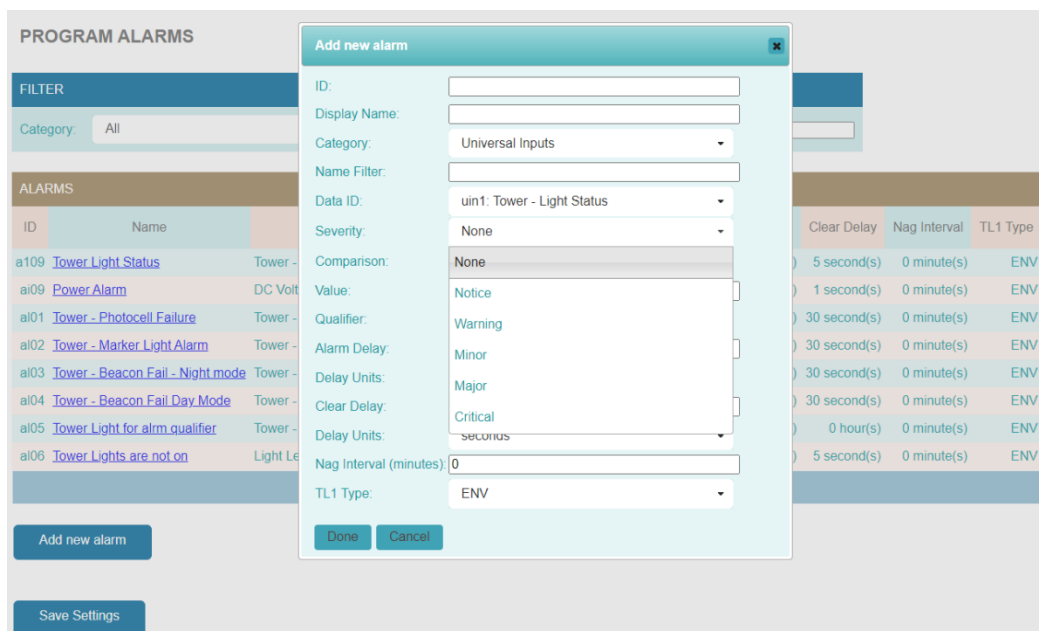 PROGRAM ALARMS
FILTER
Category: All
ALARMS
ID Name Clear Delay Nag Interval TL1 Type
a109 Tower Light Status Tower - ) 5 second(s) 0 minute(s) ENV
ai09 Power Alarm DC Volt ) 1 second(s) 0 minute(s) ENV
al01 Tower - Photocell Failure Tower - ) 30 second(s) 0 minute(s) ENV
al02 Tower - Marker Light Alarm Tower - ) 30 second(s) 0 minute(s) ENV
al03 Tower - Beacon Fail - Night mode Tower - ) 30 second(s) 0 minute(s) ENV
al04 Tower - Beacon Fail Day Mode Tower - ) 30 second(s) 0 minute(s) ENV
al05 Tower Light for alrm qualifier Tower - ) 0 hour(s) 0 minute(s) ENV
al06 Tower Lights are not on Light Le ) 5 second(s) 0 minute(s) ENV
Add new alarm
Save Settings
Add new alarm
ID:
Display Name:
Category: Universal Inputs
Name Filter:
Data ID: uin1: Tower - Light Status
Severity: None
Comparison: None
Value: Notice
Qualifier: Warning
Alarm Delay: Minor
Delay Units: Major
Clear Delay: Critical
Delay Units: seconds
Nag Interval (minutes): 0
TL1 Type: ENV
Done Cancel